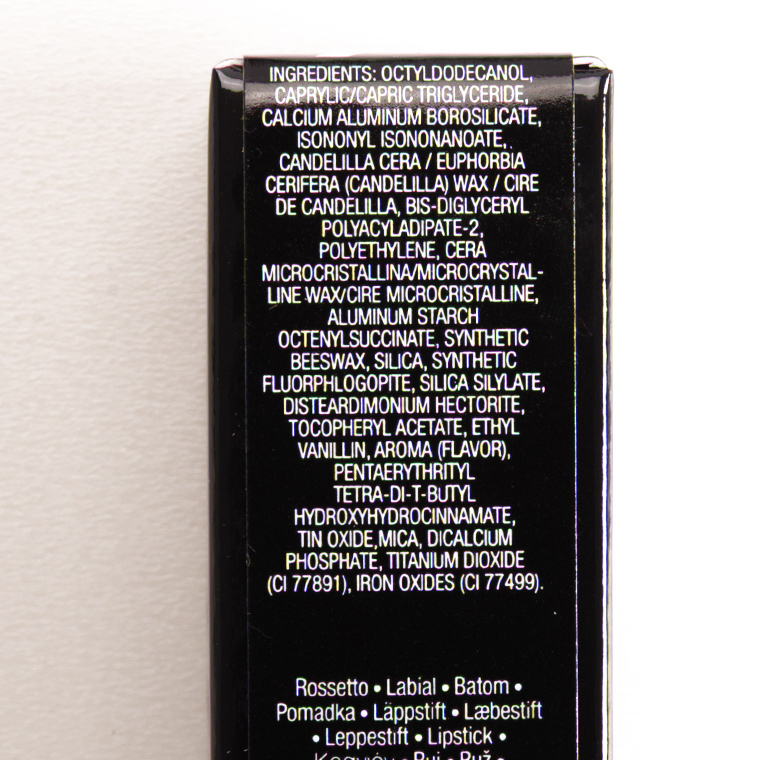 INGREDIENTS: OCTYLDODECANOL,
CAPRYLIC/CAPRIC TRIGLYCERIDE,
CALCIUM ALUMINUM BOROSILICATE,
ISONONYL ISONONANOATE,
CANDELILLA CERA / EUPHORBIA
CERIFERA (CANDELILLA) WAX / CIRE
DE CANDELILLA, BIS-DIGLYCERYL
POLYACYLADIPATE-2,
POLYETHYLENE, CERA
MICROCRISTALLINA/MICROCRYSTAL-
LINE WAX/CIRE MICROCRISTALLINE,
ALUMINUM STARCH
OCTENYLSUCCINATE, SYNTHETIC
BEESWAX, SILICA, SYNTHETIC
FLUORPHLOGOPITE, SILICA SILYLATE,
DISTEARDIMONIUM HECTORITE,
TOCOPHERYL ACETATE, ETHYL
VANILLIN, AROMA (FLAVOR),
PENTAERYTHRITYL
TETRA-DI-T-BUTYL
HYDROXYHYDROCINNAMATE,
TIN OXIDE,MICA, DICALCIUM
PHOSPHATE, TITANIUM DIOXIDE
(CI 77891), IRON OXIDES (CI 77499).
Rossetto • Labial • Batom •
Pomadka • Läppstift • Læbestift
• Leppestift • Lipstick •
• Ruj • Ruž •